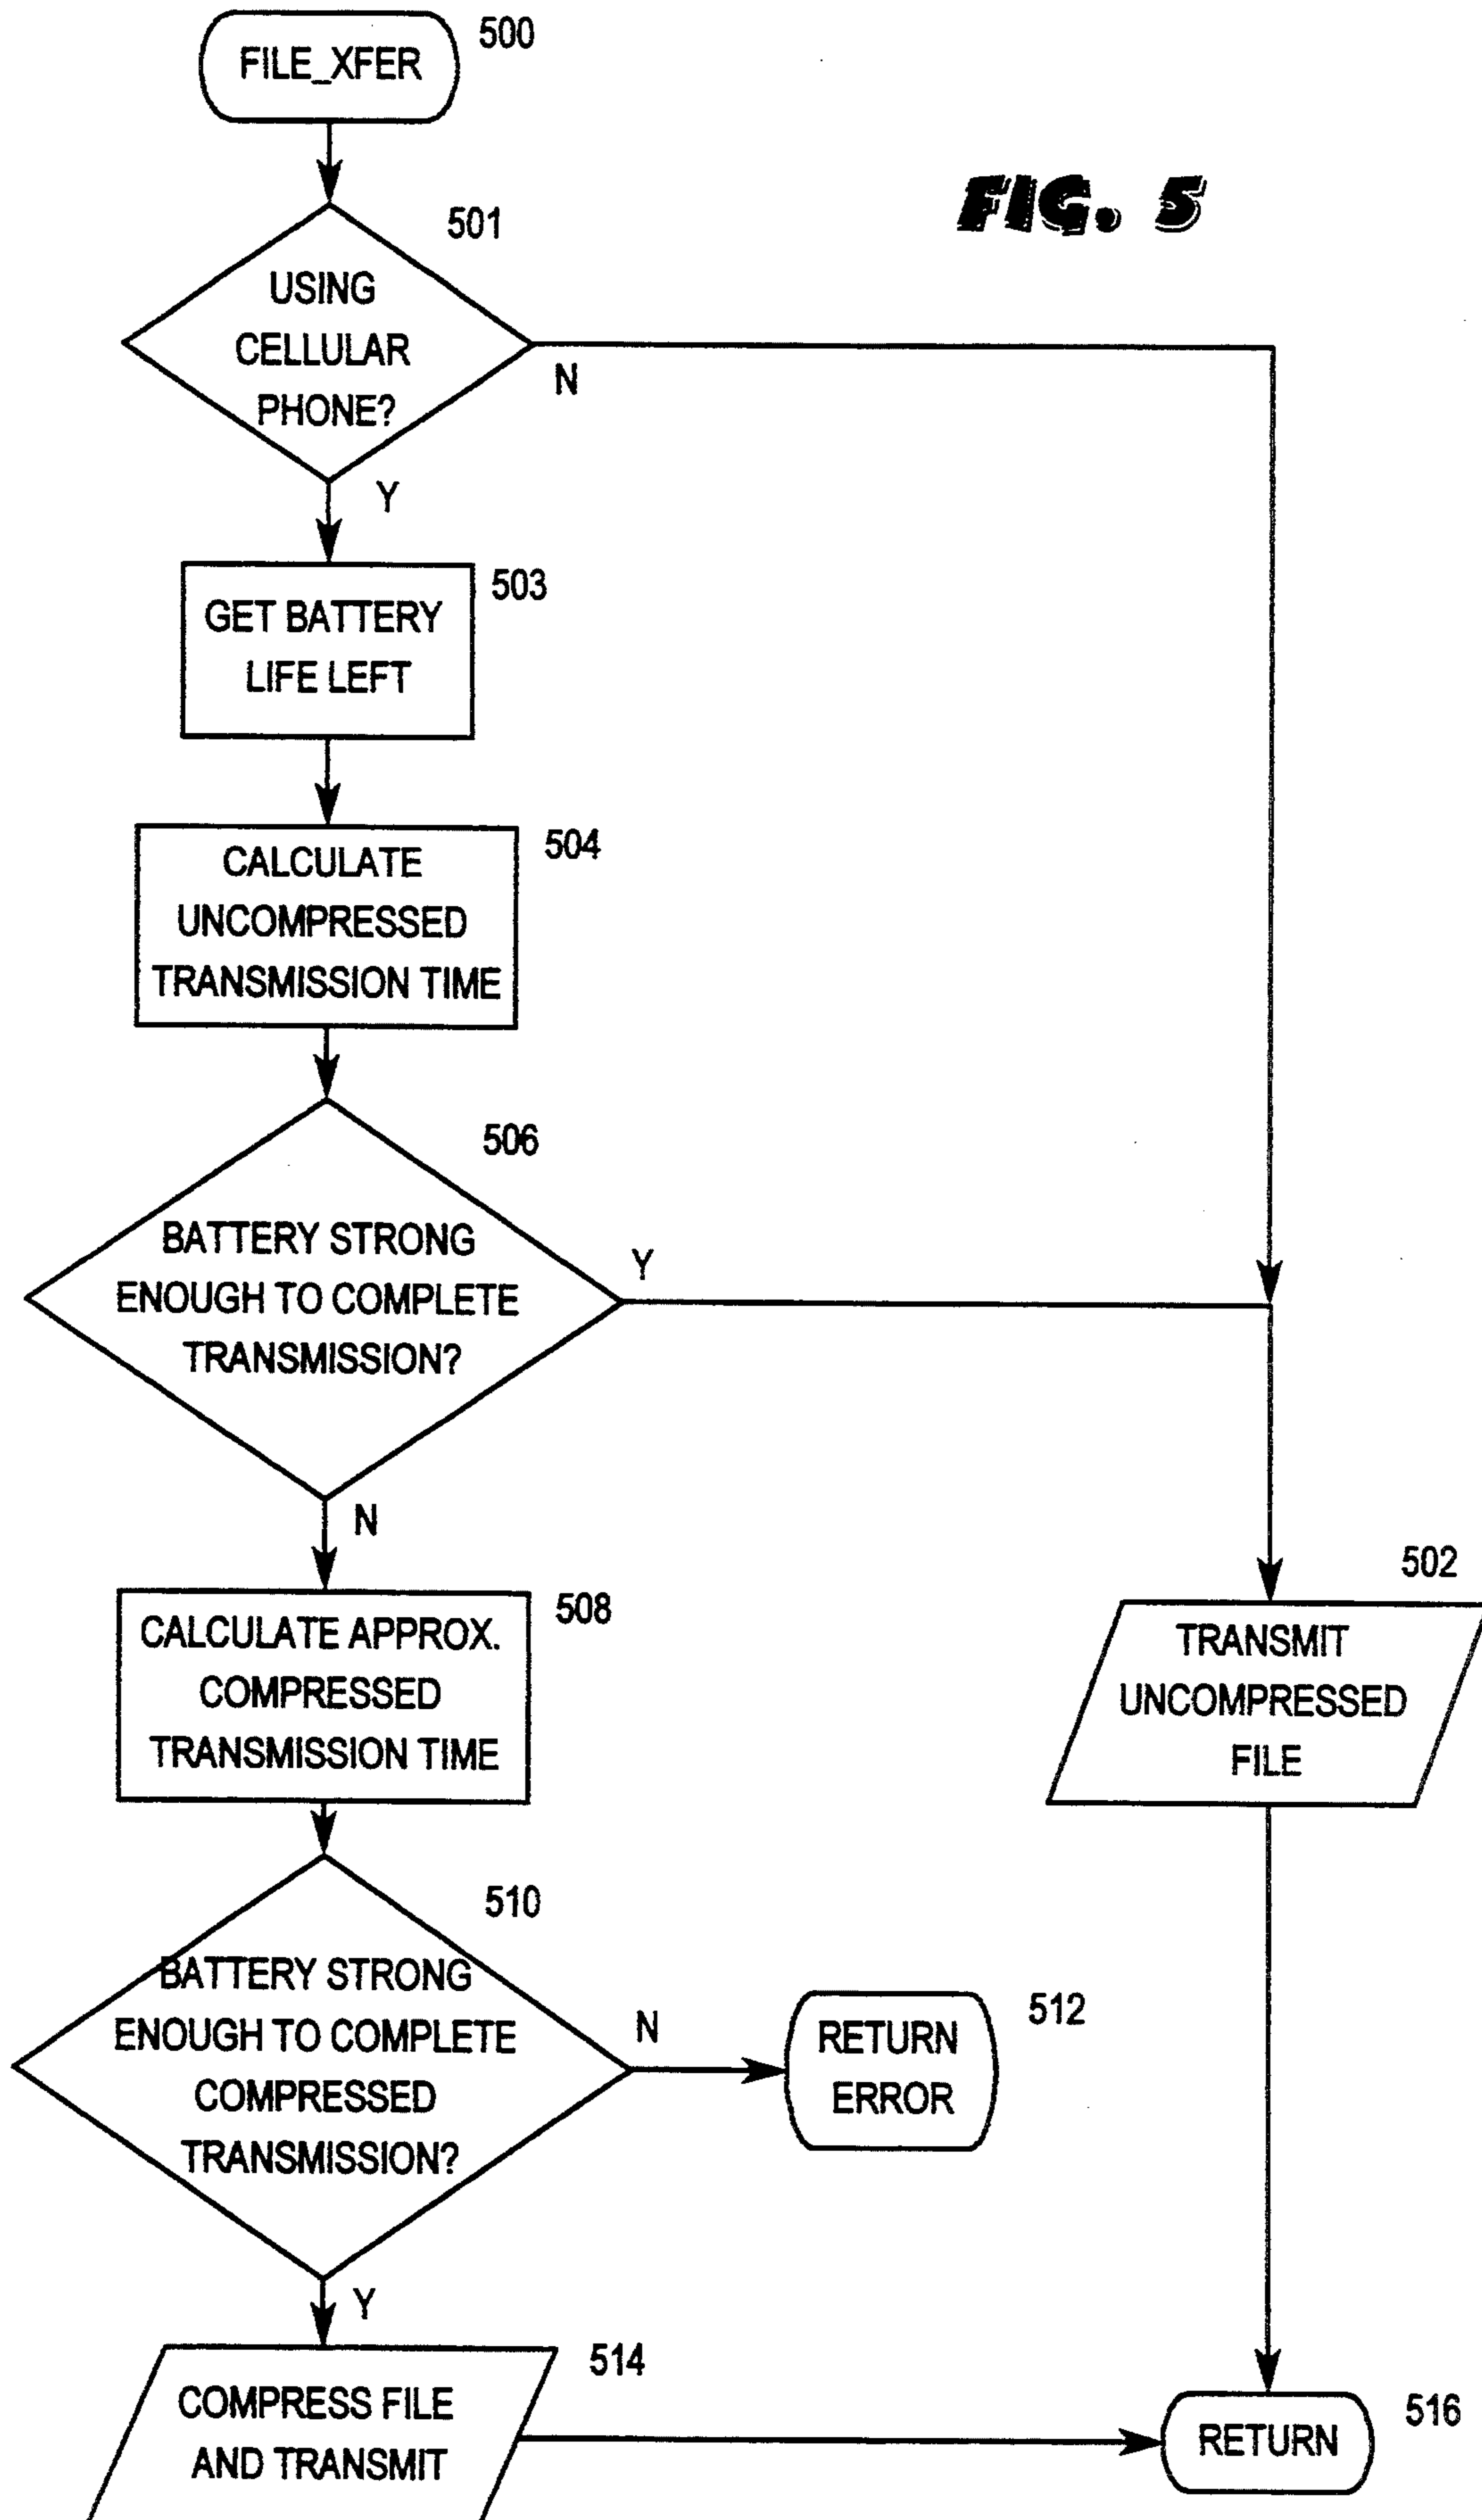 FILE_XFER
500
FIG. 5
501
USING
CELLULAR
PHONE?
N
Y
503
GET BATTERY
LIFE LEFT
504
CALCULATE
UNCOMPRESSED
TRANSMISSION TIME
506
BATTERY STRONG
ENOUGH TO COMPLETE
TRANSMISSION?
Y
N
508
CALCULATE APPROX.
COMPRESSED
TRANSMISSION TIME
502
TRANSMIT
UNCOMPRESSED
FILE
510
BATTERY STRONG
ENOUGH TO COMPLETE
COMPRESSED
TRANSMISSION?
N
512
RETURN
ERROR
Y
514
COMPRESS FILE
AND TRANSMIT
516
RETURN